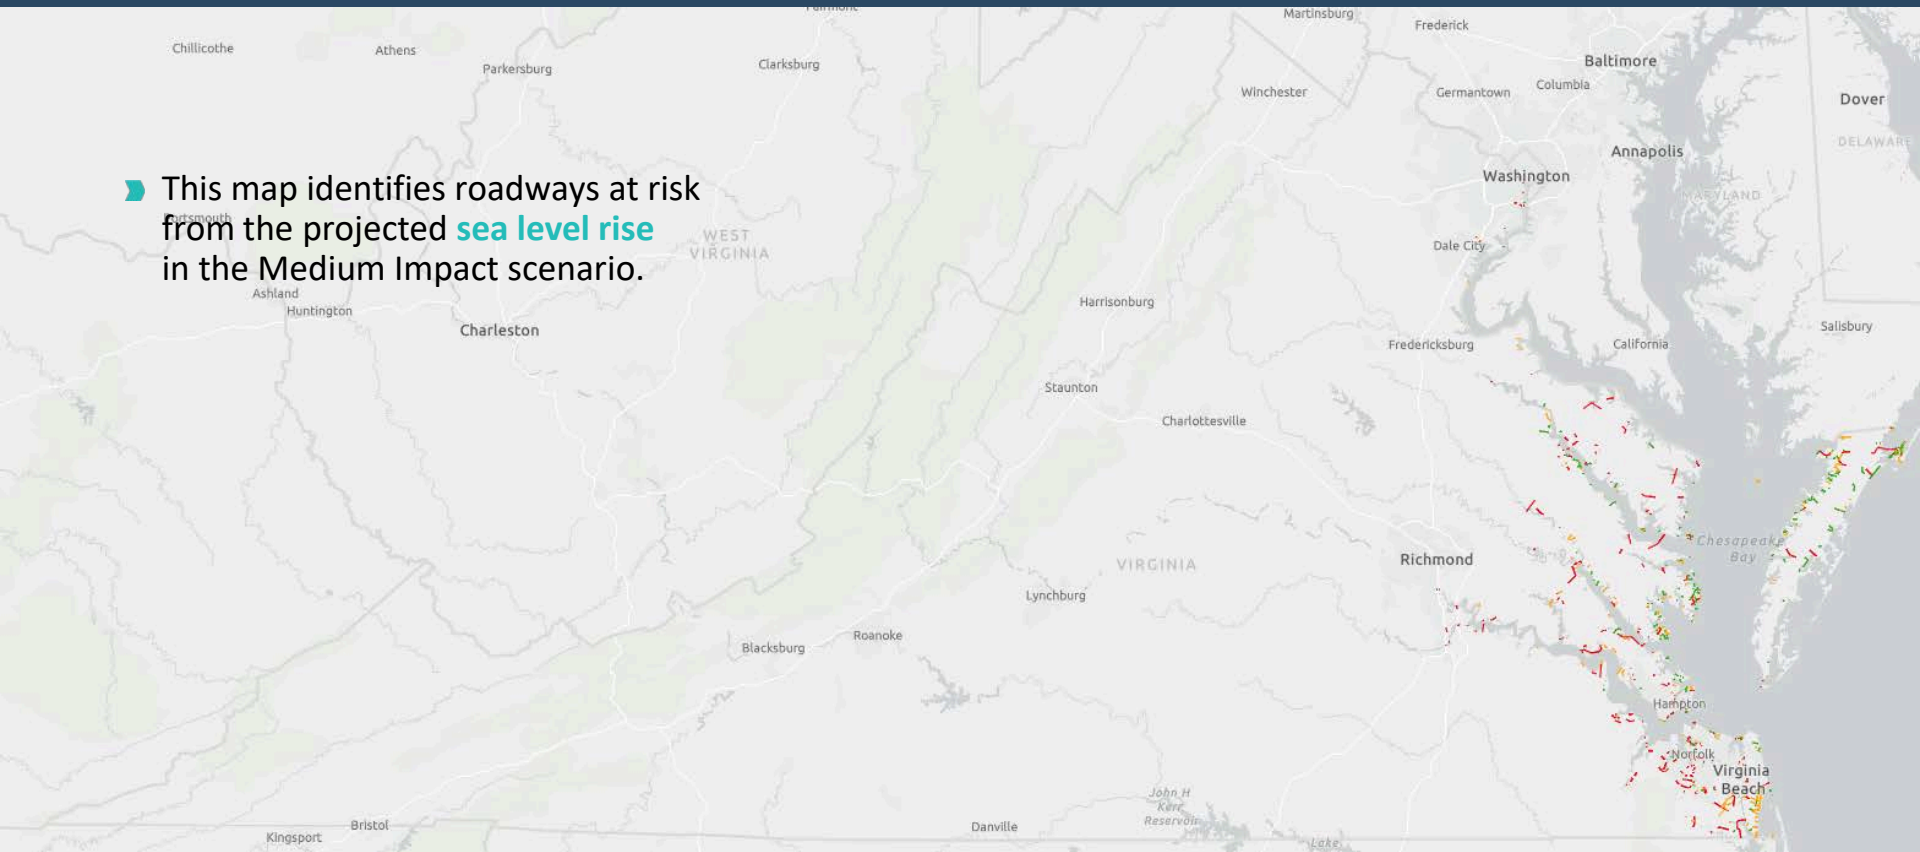 Fairmont
Martinsburg
Frederick
Chillicothe
Athens
Parkersburg
Clarksburg
Baltimore
Winchester
Germantown
Columbia
Dover
DELAWARE
Annapolis
Washington
MARYLAND
This map identifies roadways at risk
from the projected sea level rise
in the Medium Impact scenario.
Portsmouth
WEST
VIRGINIA
Dale City
Ashland
Huntington
Charleston
Harrisonburg
Fredericksburg
California
Salisbury
Staunton
Charlottesville
Chesapeake
Bay
Richmond
VIRGINIA
Lynchburg
Roanoke
Blacksburg
Hampton
Norfolk
Virginia
Beach
John H
Kerr
Reservoir
Danville
Bristol
Kingsport
Lake